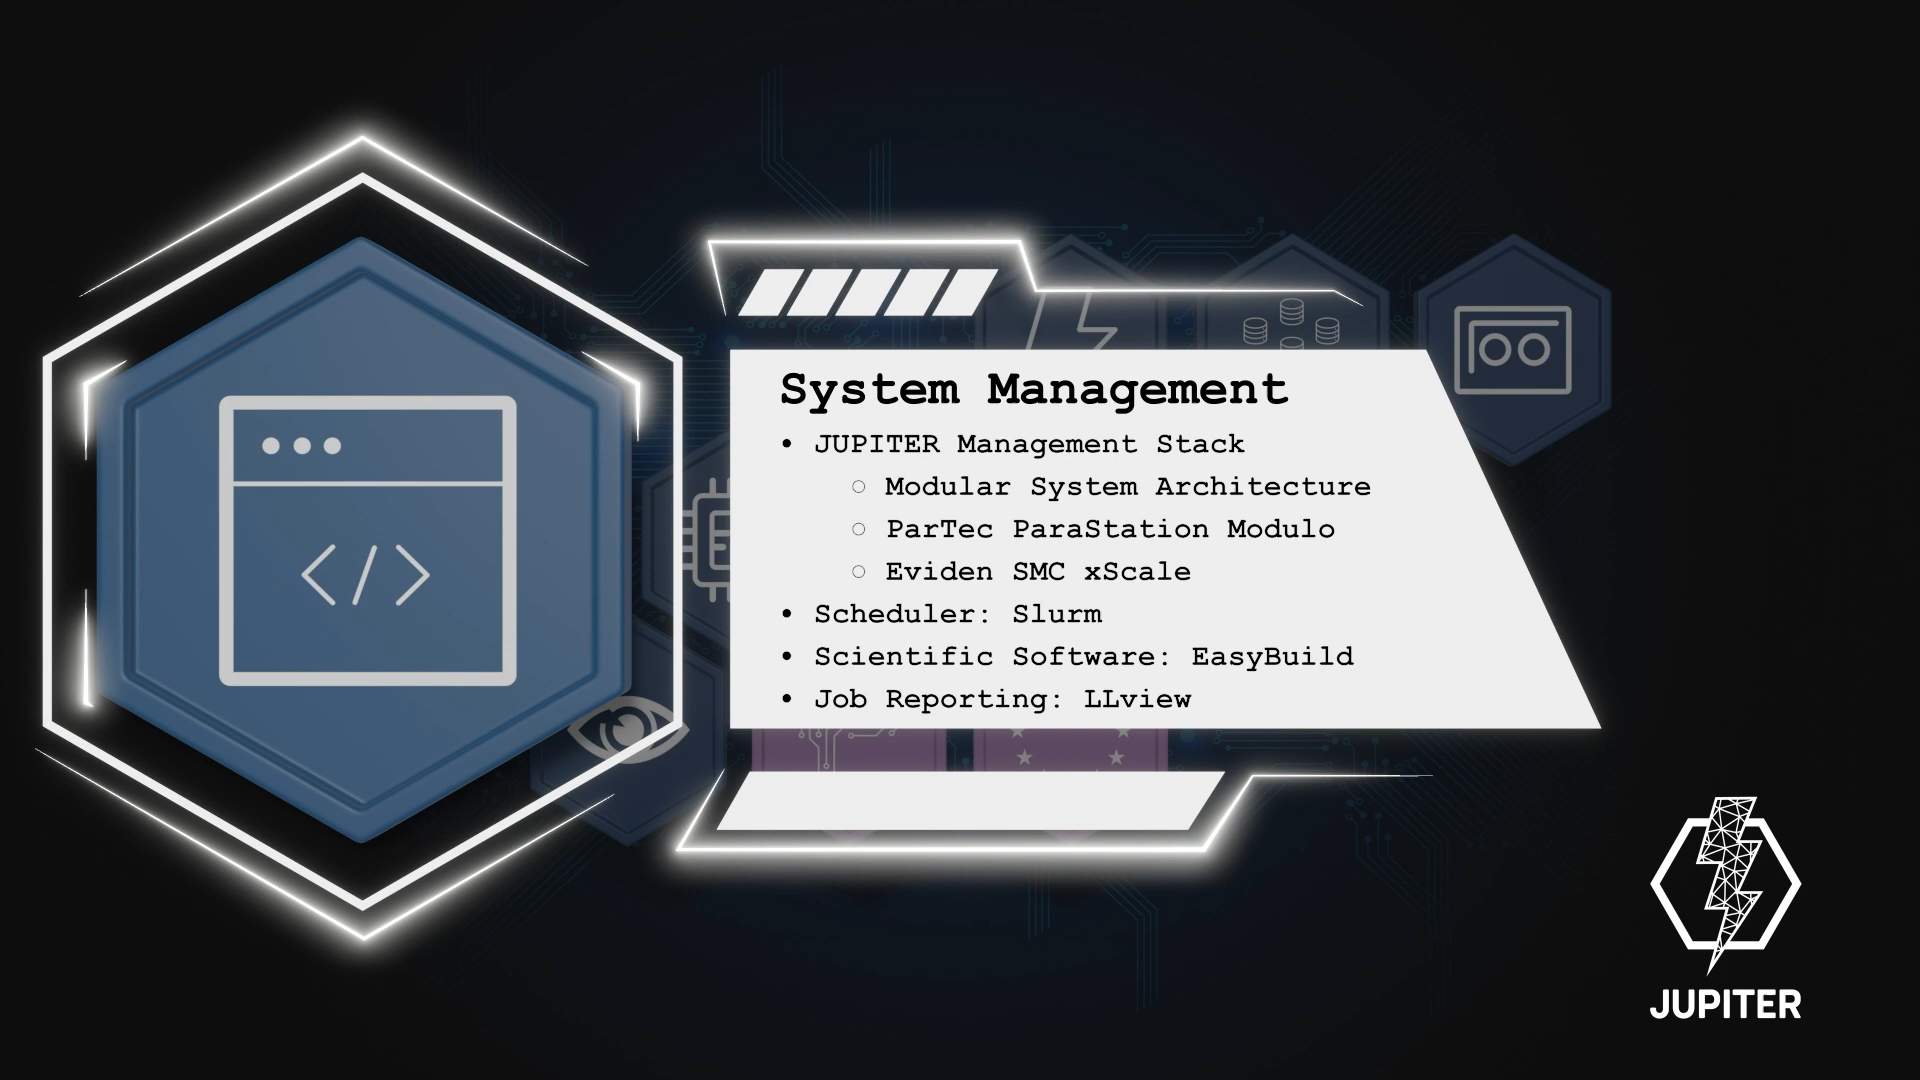 System Management
• JUPITER Management Stack
○ Modular System Architecture
○ ParTec ParaStation Modulo
○ Eviden SMC xScale
• Scheduler: Slurm
• Scientific Software: EasyBuild
• Job Reporting: LLview
JUPITER